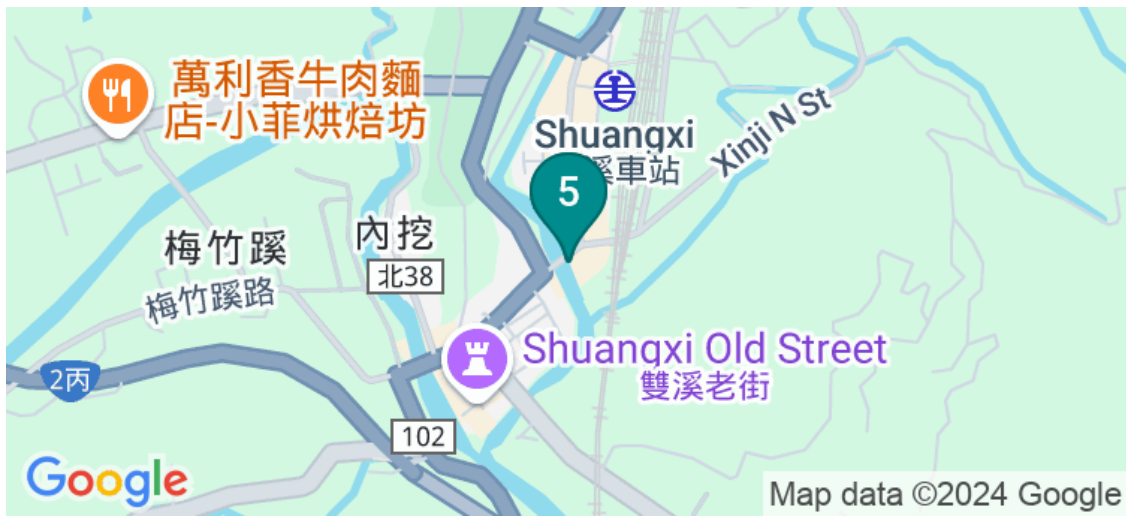 萬利香牛肉麵
店-小菲烘焙坊
Shuangxi
溪車站
Xinji N St
5
內挖
梅竹蹊
北38
梅竹蹊路
Shuangxi Old Street
雙溪老街
2丙
102
Google
Map data ©2024 Google